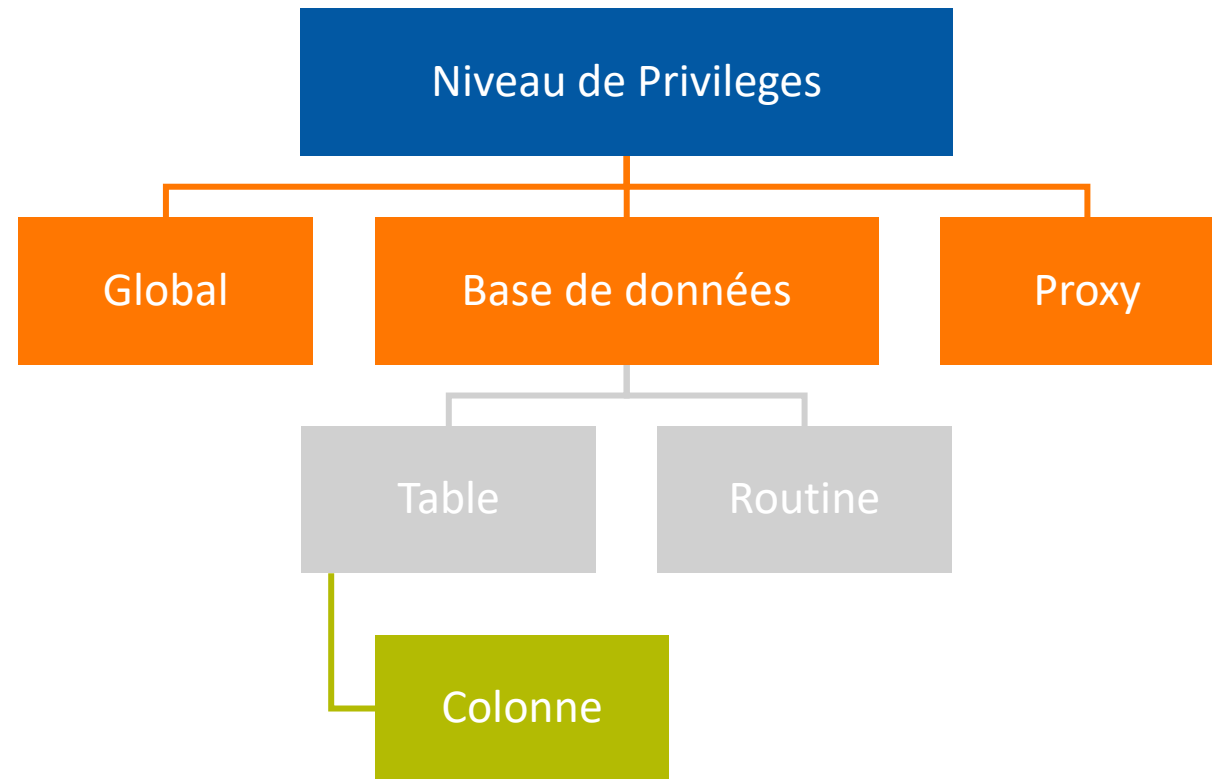 Niveau de Privileges
Global
Base de données
Proxy
Table
Routine
Colonne